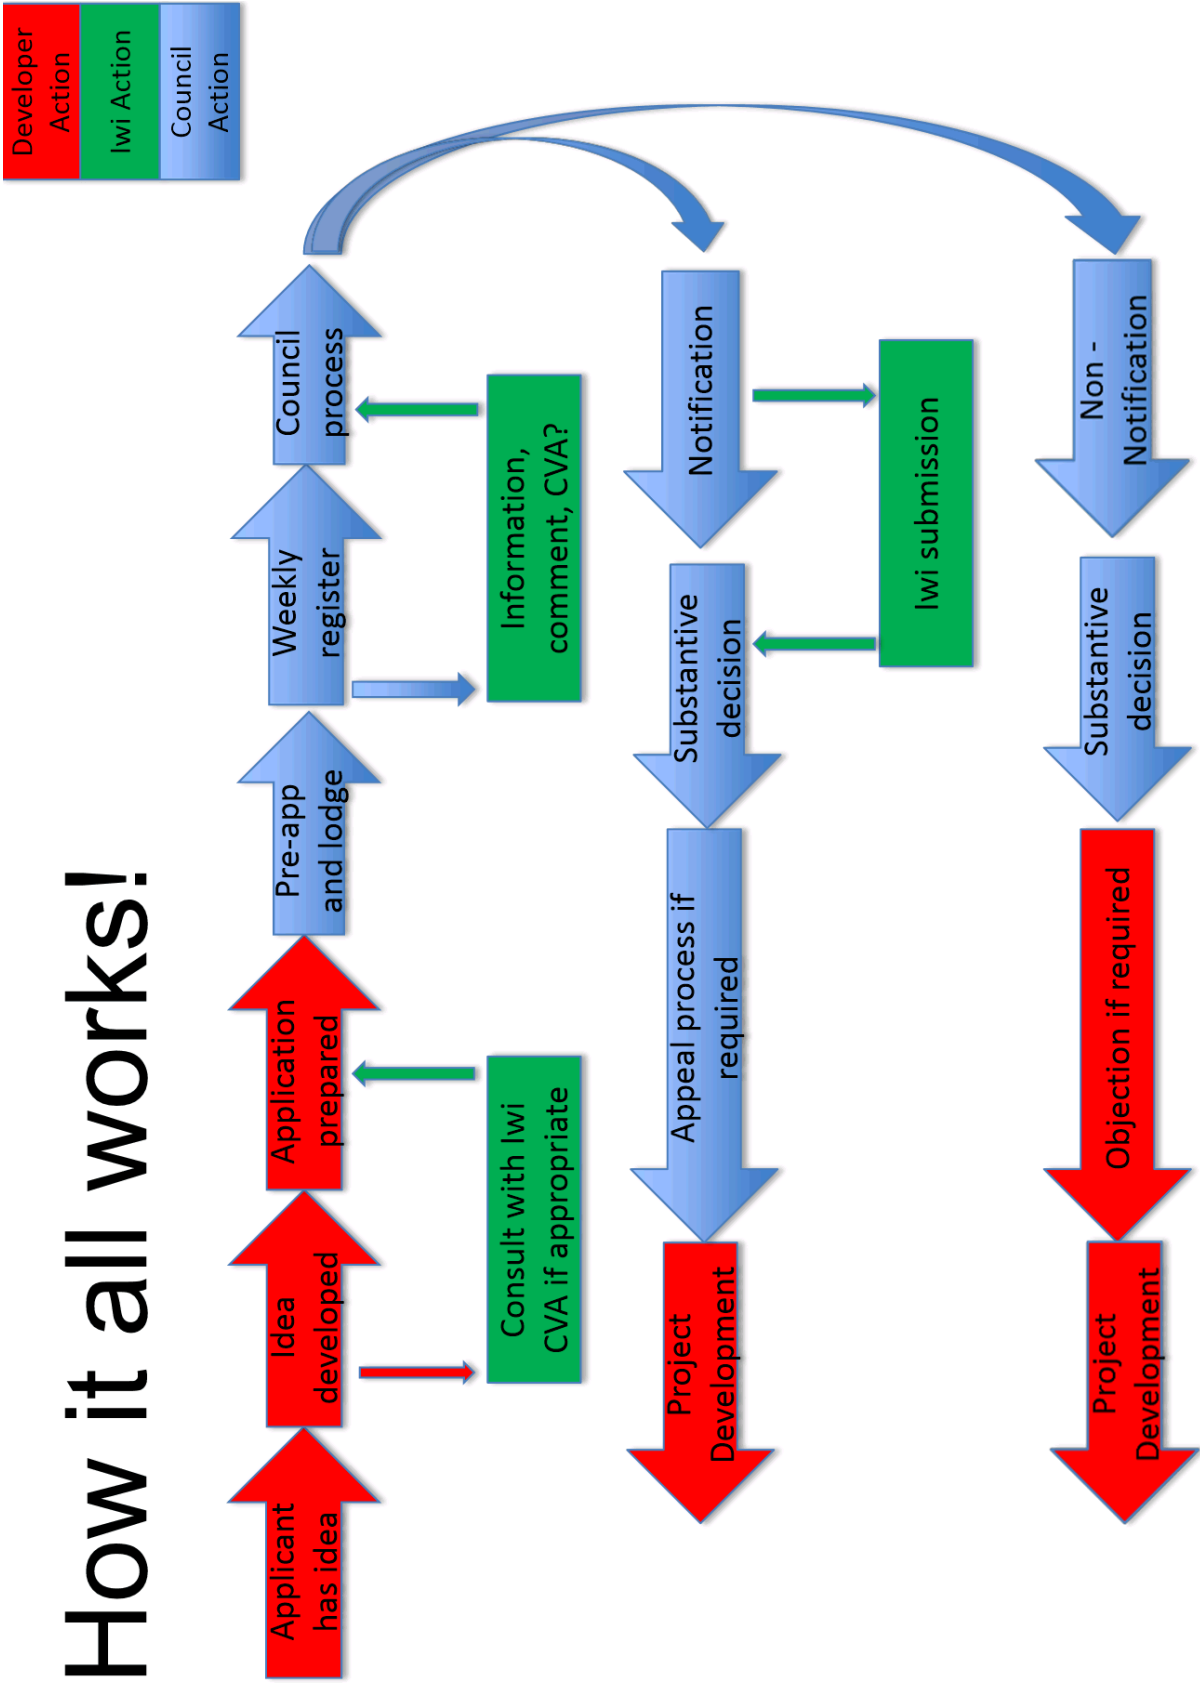 How it all works!
Developer
Action
Iwi Action
Council
Action
Applicant
has idea
Idea
developed
Application
prepared
Pre-app
and lodge
Weekly
register
Council
process
Consult with Iwi
CVA if appropriate
Information,
comment, CVA?
Project
Development
Appeal process if
required
Substantive
decision
Notification
Iwi submission
Project
Development
Objection if required
Substantive
decision
Non -
Notification